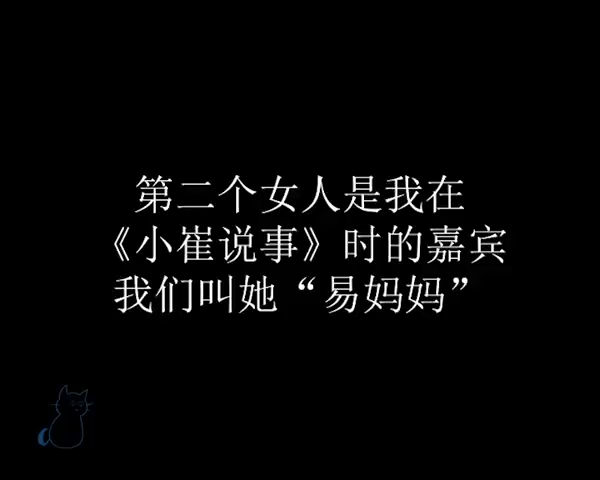 第二个女人是我在
《小崔说事》时的嘉宾
我们叫她“易妈妈”